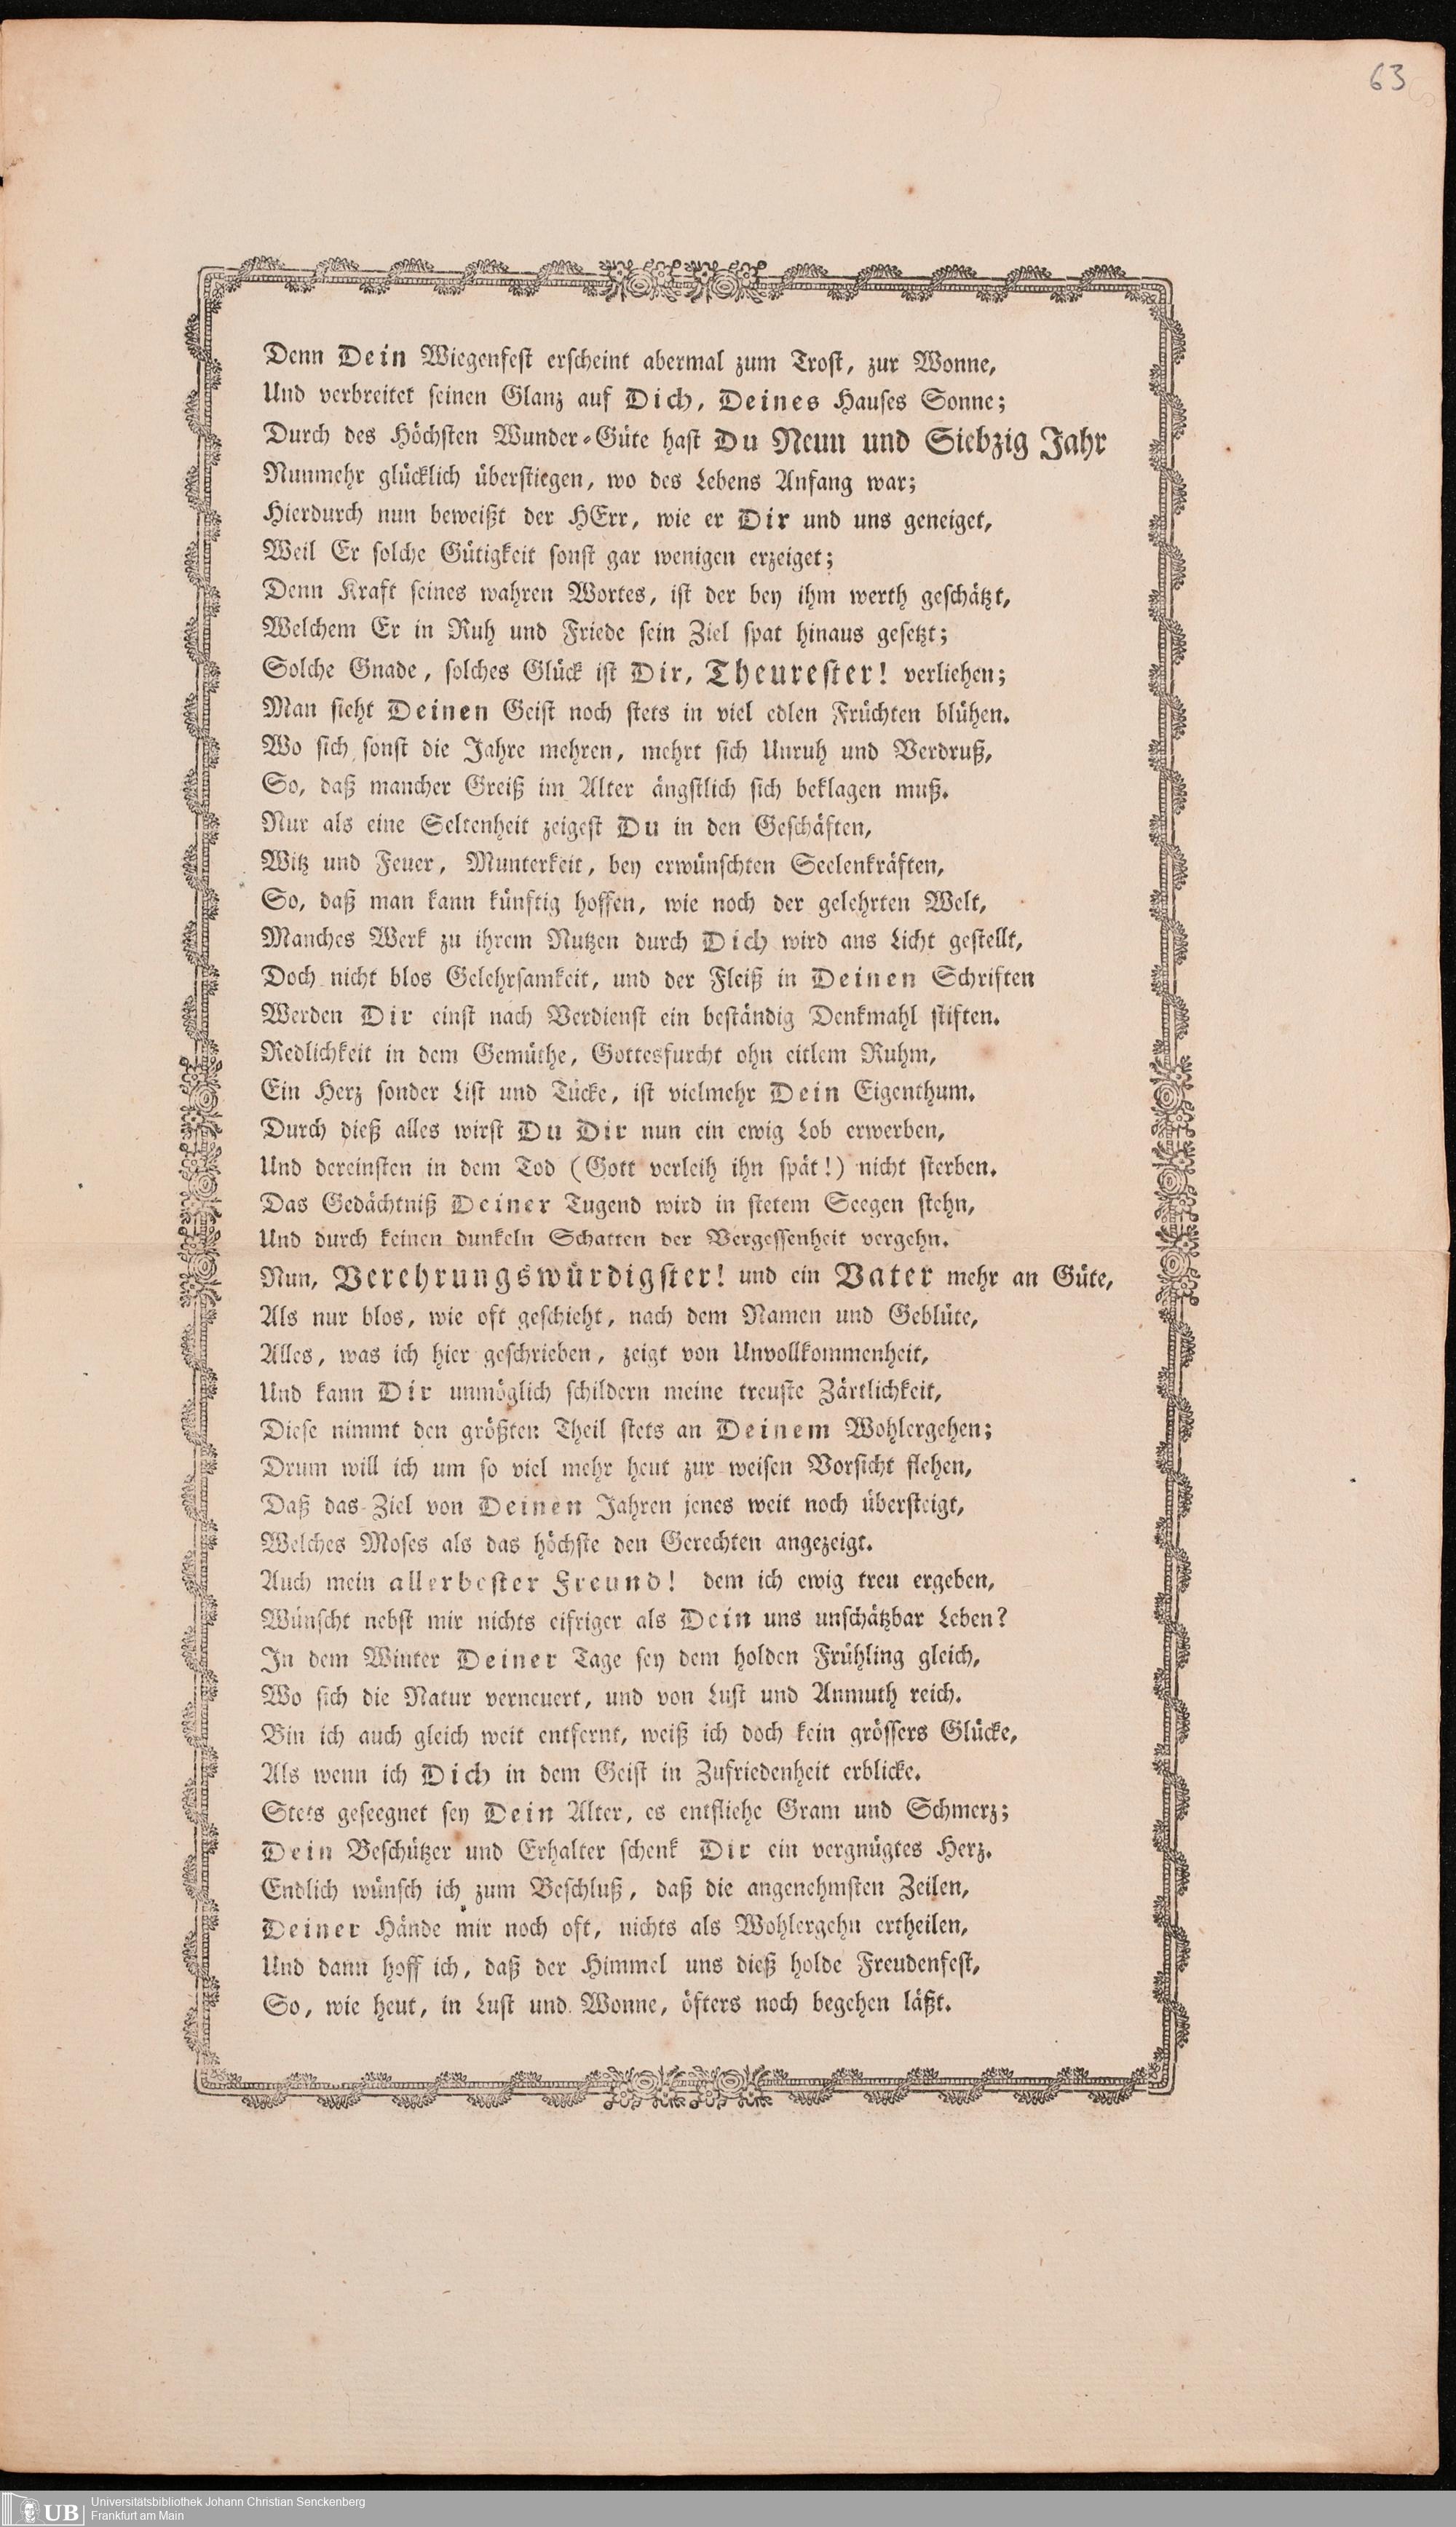 63
Denn Dein Wiegenfest erscheint abermal zum Trost, zur Wonne,
Und verbreitet seinen Glanz auf Dich, Deines Hauses Sonne;
Durch des Höchsten Wunder-Güte hast Du Neun und Siebzig Jahr
Nunmehr glücklich überstiegen, wo des Lebens Anfang war;
Hierdurch nun beweißt der HErr, wie er Dir und uns geneiget,
Weil Er solche Gütigkeit sonst gar wenigen erzeiget;
Denn Kraft seines wahren Wortes, ist der bey ihm werth geschätzt,
Welchem Er in Ruh und Friede sein Ziel spat hinaus gesetzt;
Solche Gnade, solches Glück ist Dir, Theurester! verliehen;
Man sieht Deinen Geist noch stets in viel edlen Früchten blühen.
Wo sich sonst die Jahre mehren, mehrt sich Unruh und Verdruß,
So, daß mancher Greiß im Alter ängstlich sich beklagen muß.
Nur als eine Seltenheit zeigest Du in den Geschäften,
Witz und Feuer, Munterkeit, bey erwünschten Seelenkräften,
So, daß man kann künftig hoffen, wie noch der gelehrten Welt,
Manches Werk zu ihrem Nutzen durch Dich wird ans Licht gestellt,
Doch nicht blos Gelehrsamkeit, und der Fleiß in Deinen Schriften
Werden Dir einst nach Verdienst ein beständig Denkmahl stiften.
Redlichkeit in dem Gemüthe, Gottesfurcht ohn eitlem Ruhm,
Ein Herz sonder List und Tücke, ist vielmehr Dein Eigenthum.
Durch dieß alles wirst Du Dir nun ein ewig Lob erwerben,
Und dereinsten in dem Tod (Gott verleih ihn spät!) nicht sterben.
Das Gedächtniß Deiner Tugend wird in stetem Seegen stehn,
Und durch keinen dunkeln Schatten der Vergessenheit vergehn.
Nun, Verehrungswürdigster! und ein Vater mehr an Güte,
Als nur blos, wie oft geschieht, nach dem Namen und Geblüte,
Alles, was ich hier geschrieben, zeigt von Unvollkommenheit,
Und kann Dir unmöglich schildern meine treuste Zärtlichkeit,
Diese nimmt den größten Theil stets an Deinem Wohlergehen;
Drum will ich um so viel mehr heut zur weisen Vorsicht flehen,
Daß das Ziel von Deinen Jahren jenes weit noch übersteigt,
Welches Moses als das höchste den Gerechten angezeigt.
Auch mein allerbester Freund! dem ich ewig treu ergeben,
Wünscht nebst mir nichts eifriger als Dein uns unschätzbar Leben?
In dem Winter Deiner Tage sey dem holden Frühling gleich,
Wo sich die Natur verneuert, und von Lust und Anmuth reich.
Bin ich auch gleich weit entfernt, weiß ich doch kein grössers Glücke,
Als wenn ich Dich in dem Geist in Zufriedenheit erblicke.
Stets geseegnet sey Dein Alter, es entfliehe Gram und Schmerz;
Dein Beschützer und Erhalter schenk Dir ein vergnügtes Herz.
Endlich wünsch ich zum Beschluß, daß die angenehmsten Zeilen,
Deiner Hände mir noch oft, nichts als Wohlergehn ertheilen,
Und dann hoff ich, daß der Himmel uns dieß holde Freudenfest,
So, wie heut, in Lust und Wonne, öfters noch begehen läßt.
UB
Universitätsbibliothek Johann Christian Senckenberg
Frankfurt am Main